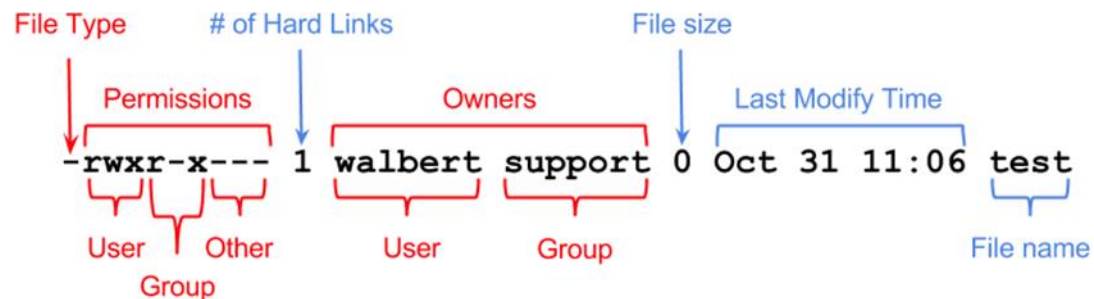 File Type # of Hard Links File size
Permissions Owners Last Modify Time
-rwxr-x--- 1 walbert support 0 Oct 31 11:06 test
User Other User Group File name
Group